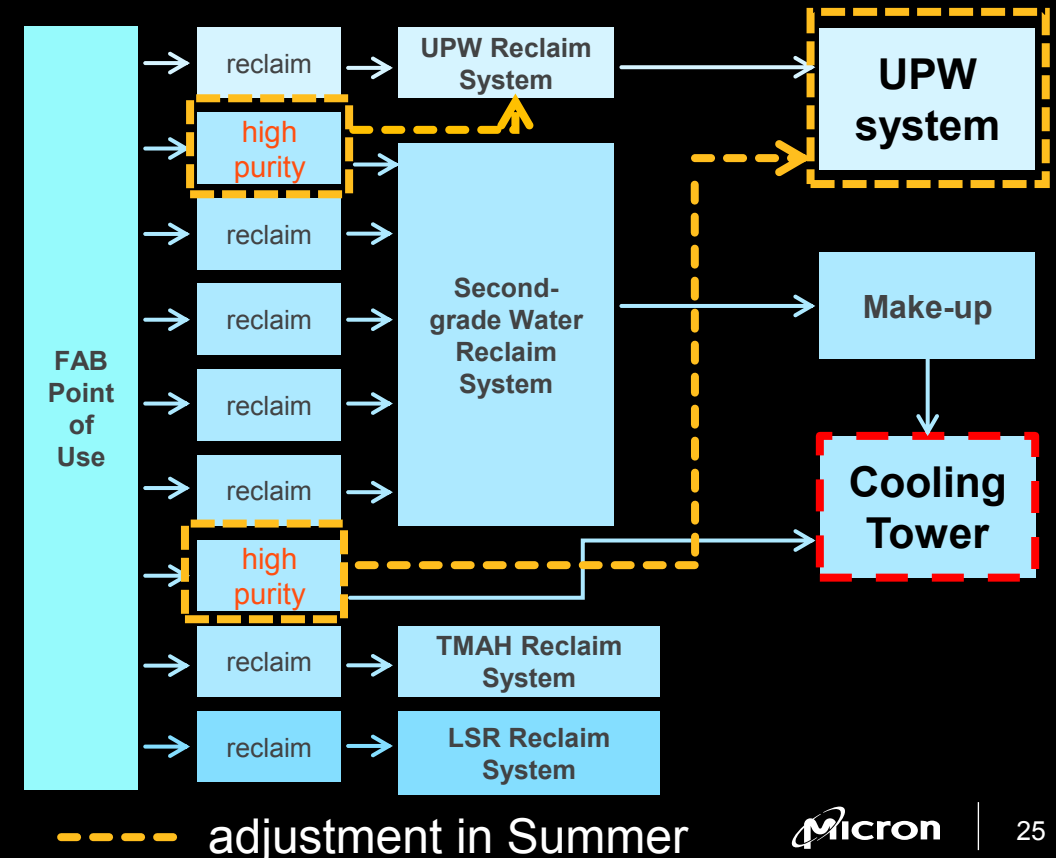 FAB
Point
of
Use
reclaim
high
purity
reclaim
reclaim
reclaim
reclaim
high
purity
reclaim
reclaim
UPW Reclaim
System
Second-
grade Water
Reclaim
System
TMAH Reclaim
System
LSR Reclaim
System
UPW
system
Make-up
Cooling
Tower
adjustment in Summer
Micron
25